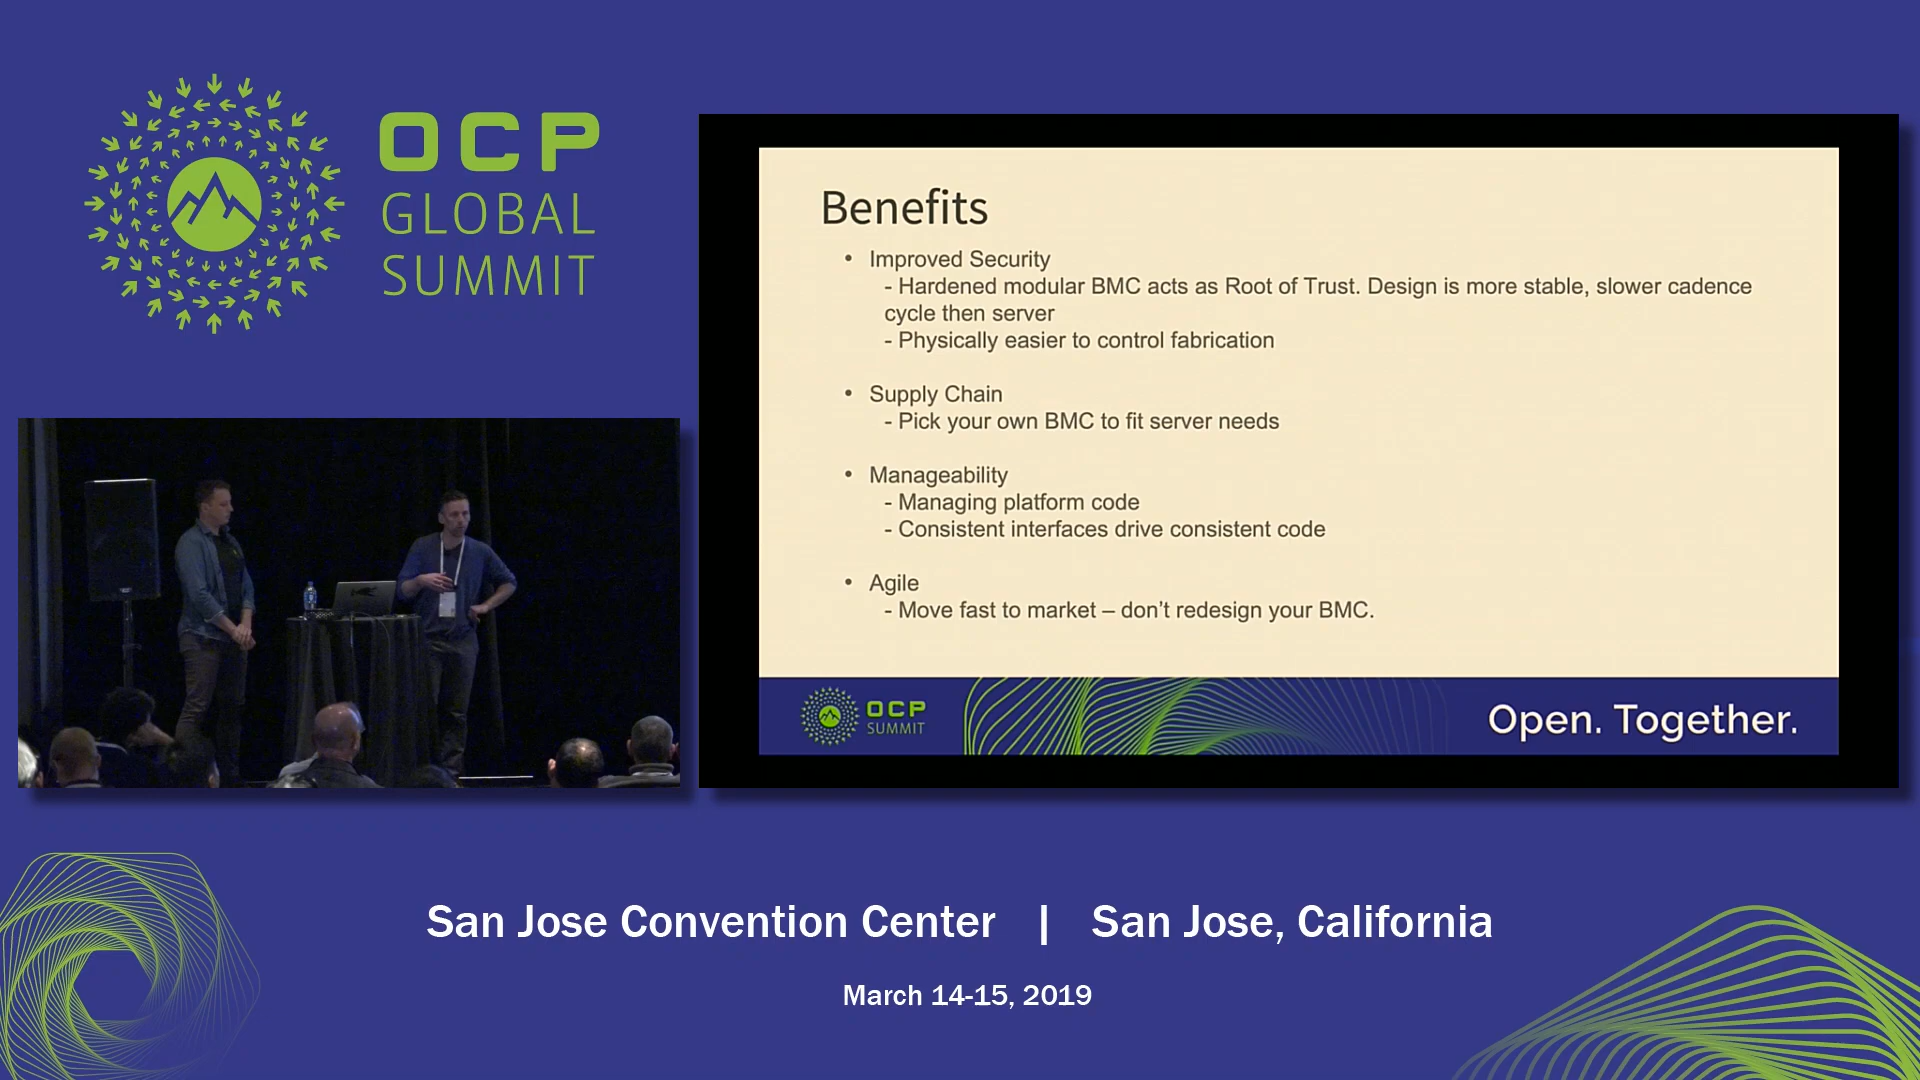 OCP
GLOBAL
SUMMIT
Benefits
• Improved Security
- Hardened modular BMC acts as Root of Trust. Design is more stable, slower cadence
cycle then server
- Physically easier to control fabrication
• Supply Chain
- Pick your own BMC to fit server needs
• Manageability
- Managing platform code
- Consistent interfaces drive consistent code
• Agile
- Move fast to market – don’t redesign your BMC.
OCP
SUMMIT
Open. Together.
San Jose Convention Center | San Jose, California
March 14-15, 2019